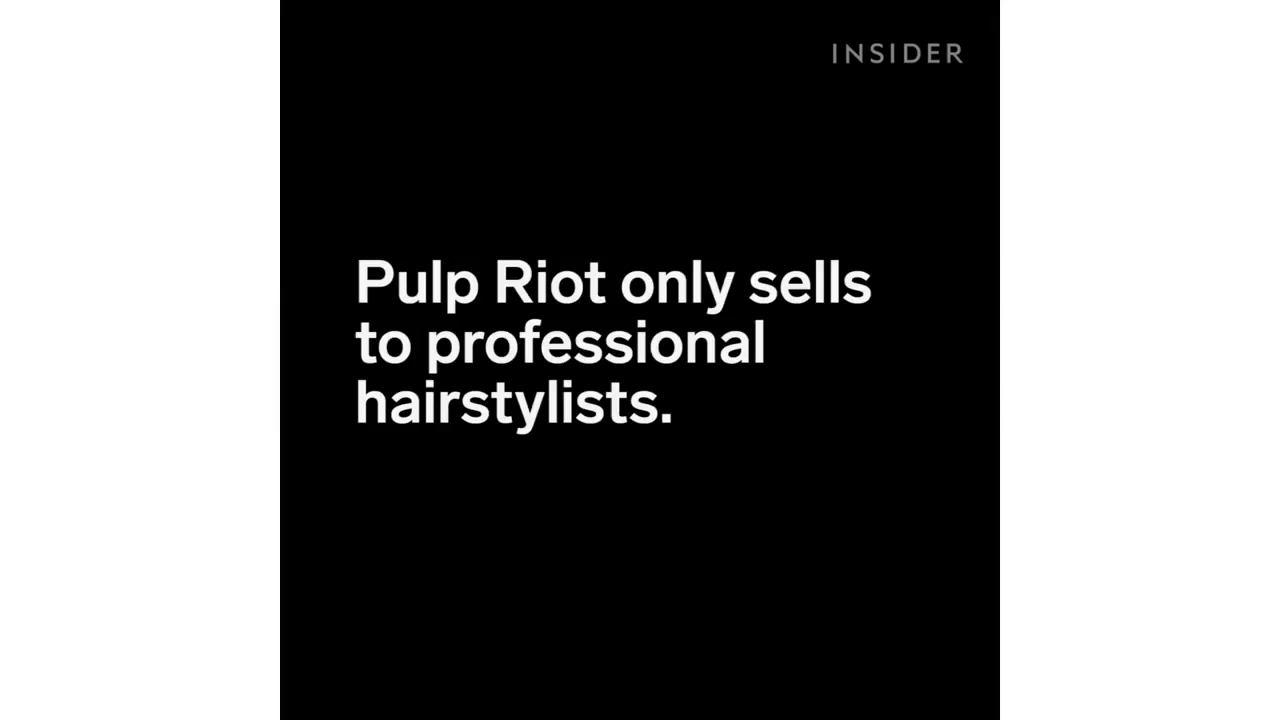 INSIDER
Pulp Riot only sells
to professional
hairstylists.